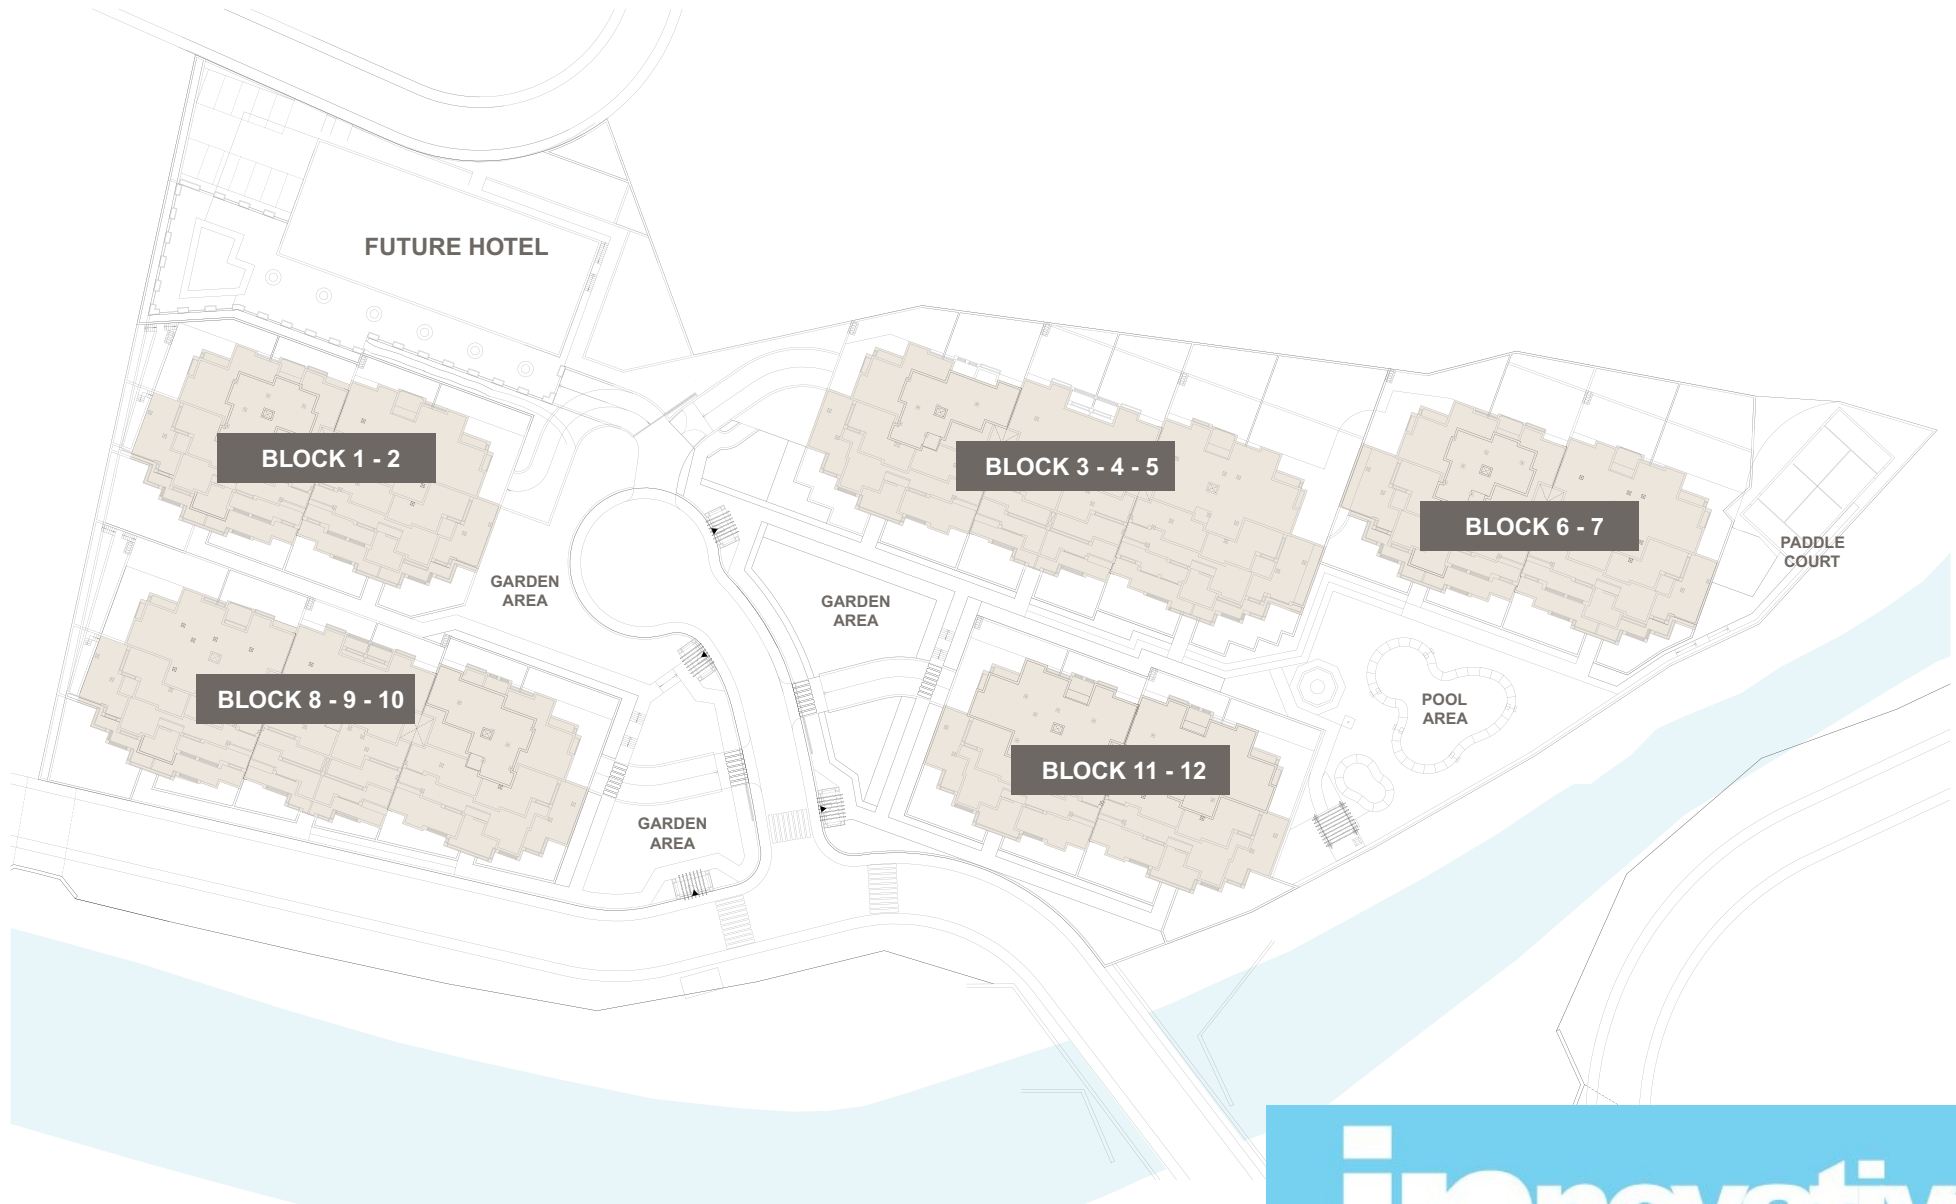 FUTURE HOTEL
BLOCK 1 - 2
BLOCK 3 - 4 - 5
BLOCK 6 - 7
PADDLE
COURT
GARDEN
AREA
GARDEN
AREA
BLOCK 8 - 9 - 10
POOL
AREA
BLOCK 11 - 12
GARDEN
AREA